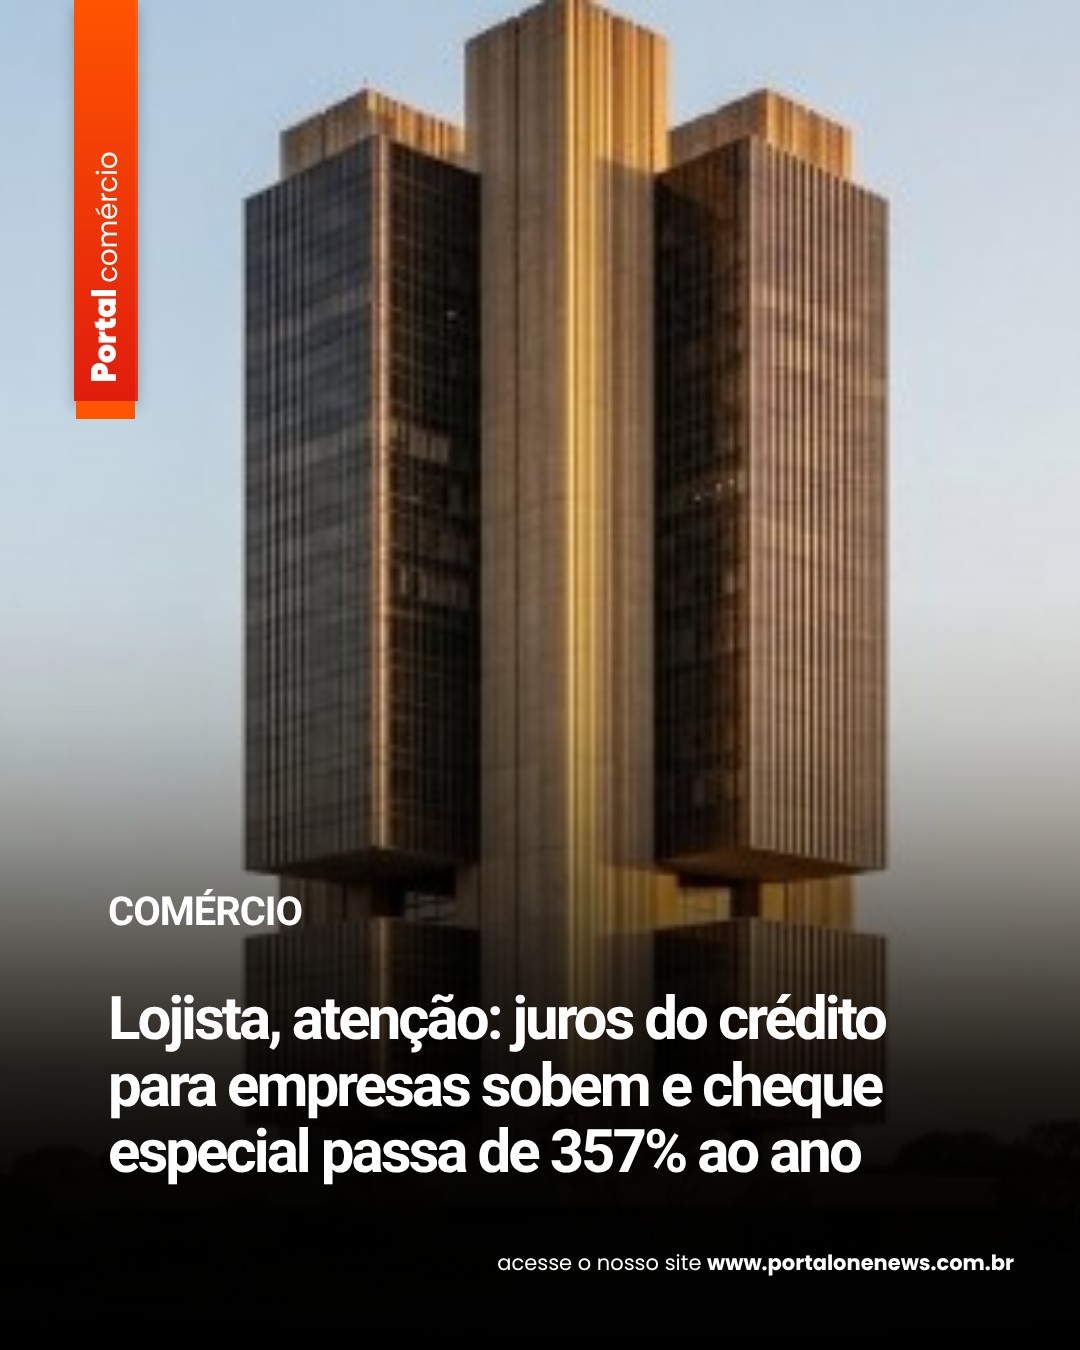 Portal comércio
COMÉRCIO
Lojista, atenção: juros do crédito
para empresas sobem e cheque
especial passa de 357% ao ano
acesse o nosso site www.portalonenews.com.br